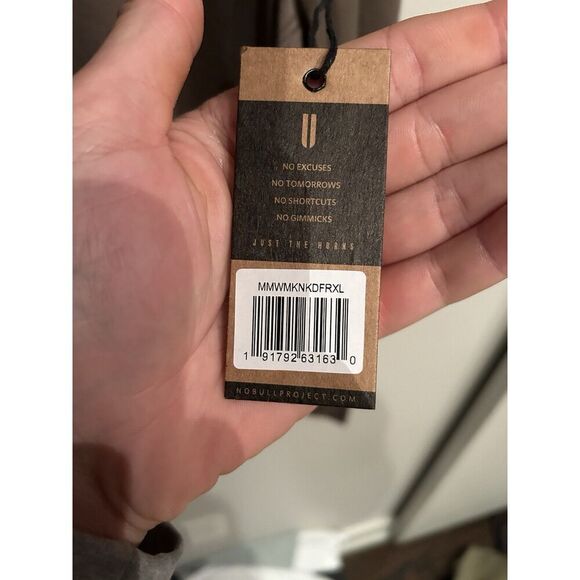 NO EXCUSES
NO TOMORROWS
NO SHORTCUTS
NO GIMMICKS
JUST THE HORNS
MMWMKNKDFRXL
1 91792 63163 0
NOBULLPROJECT.COM